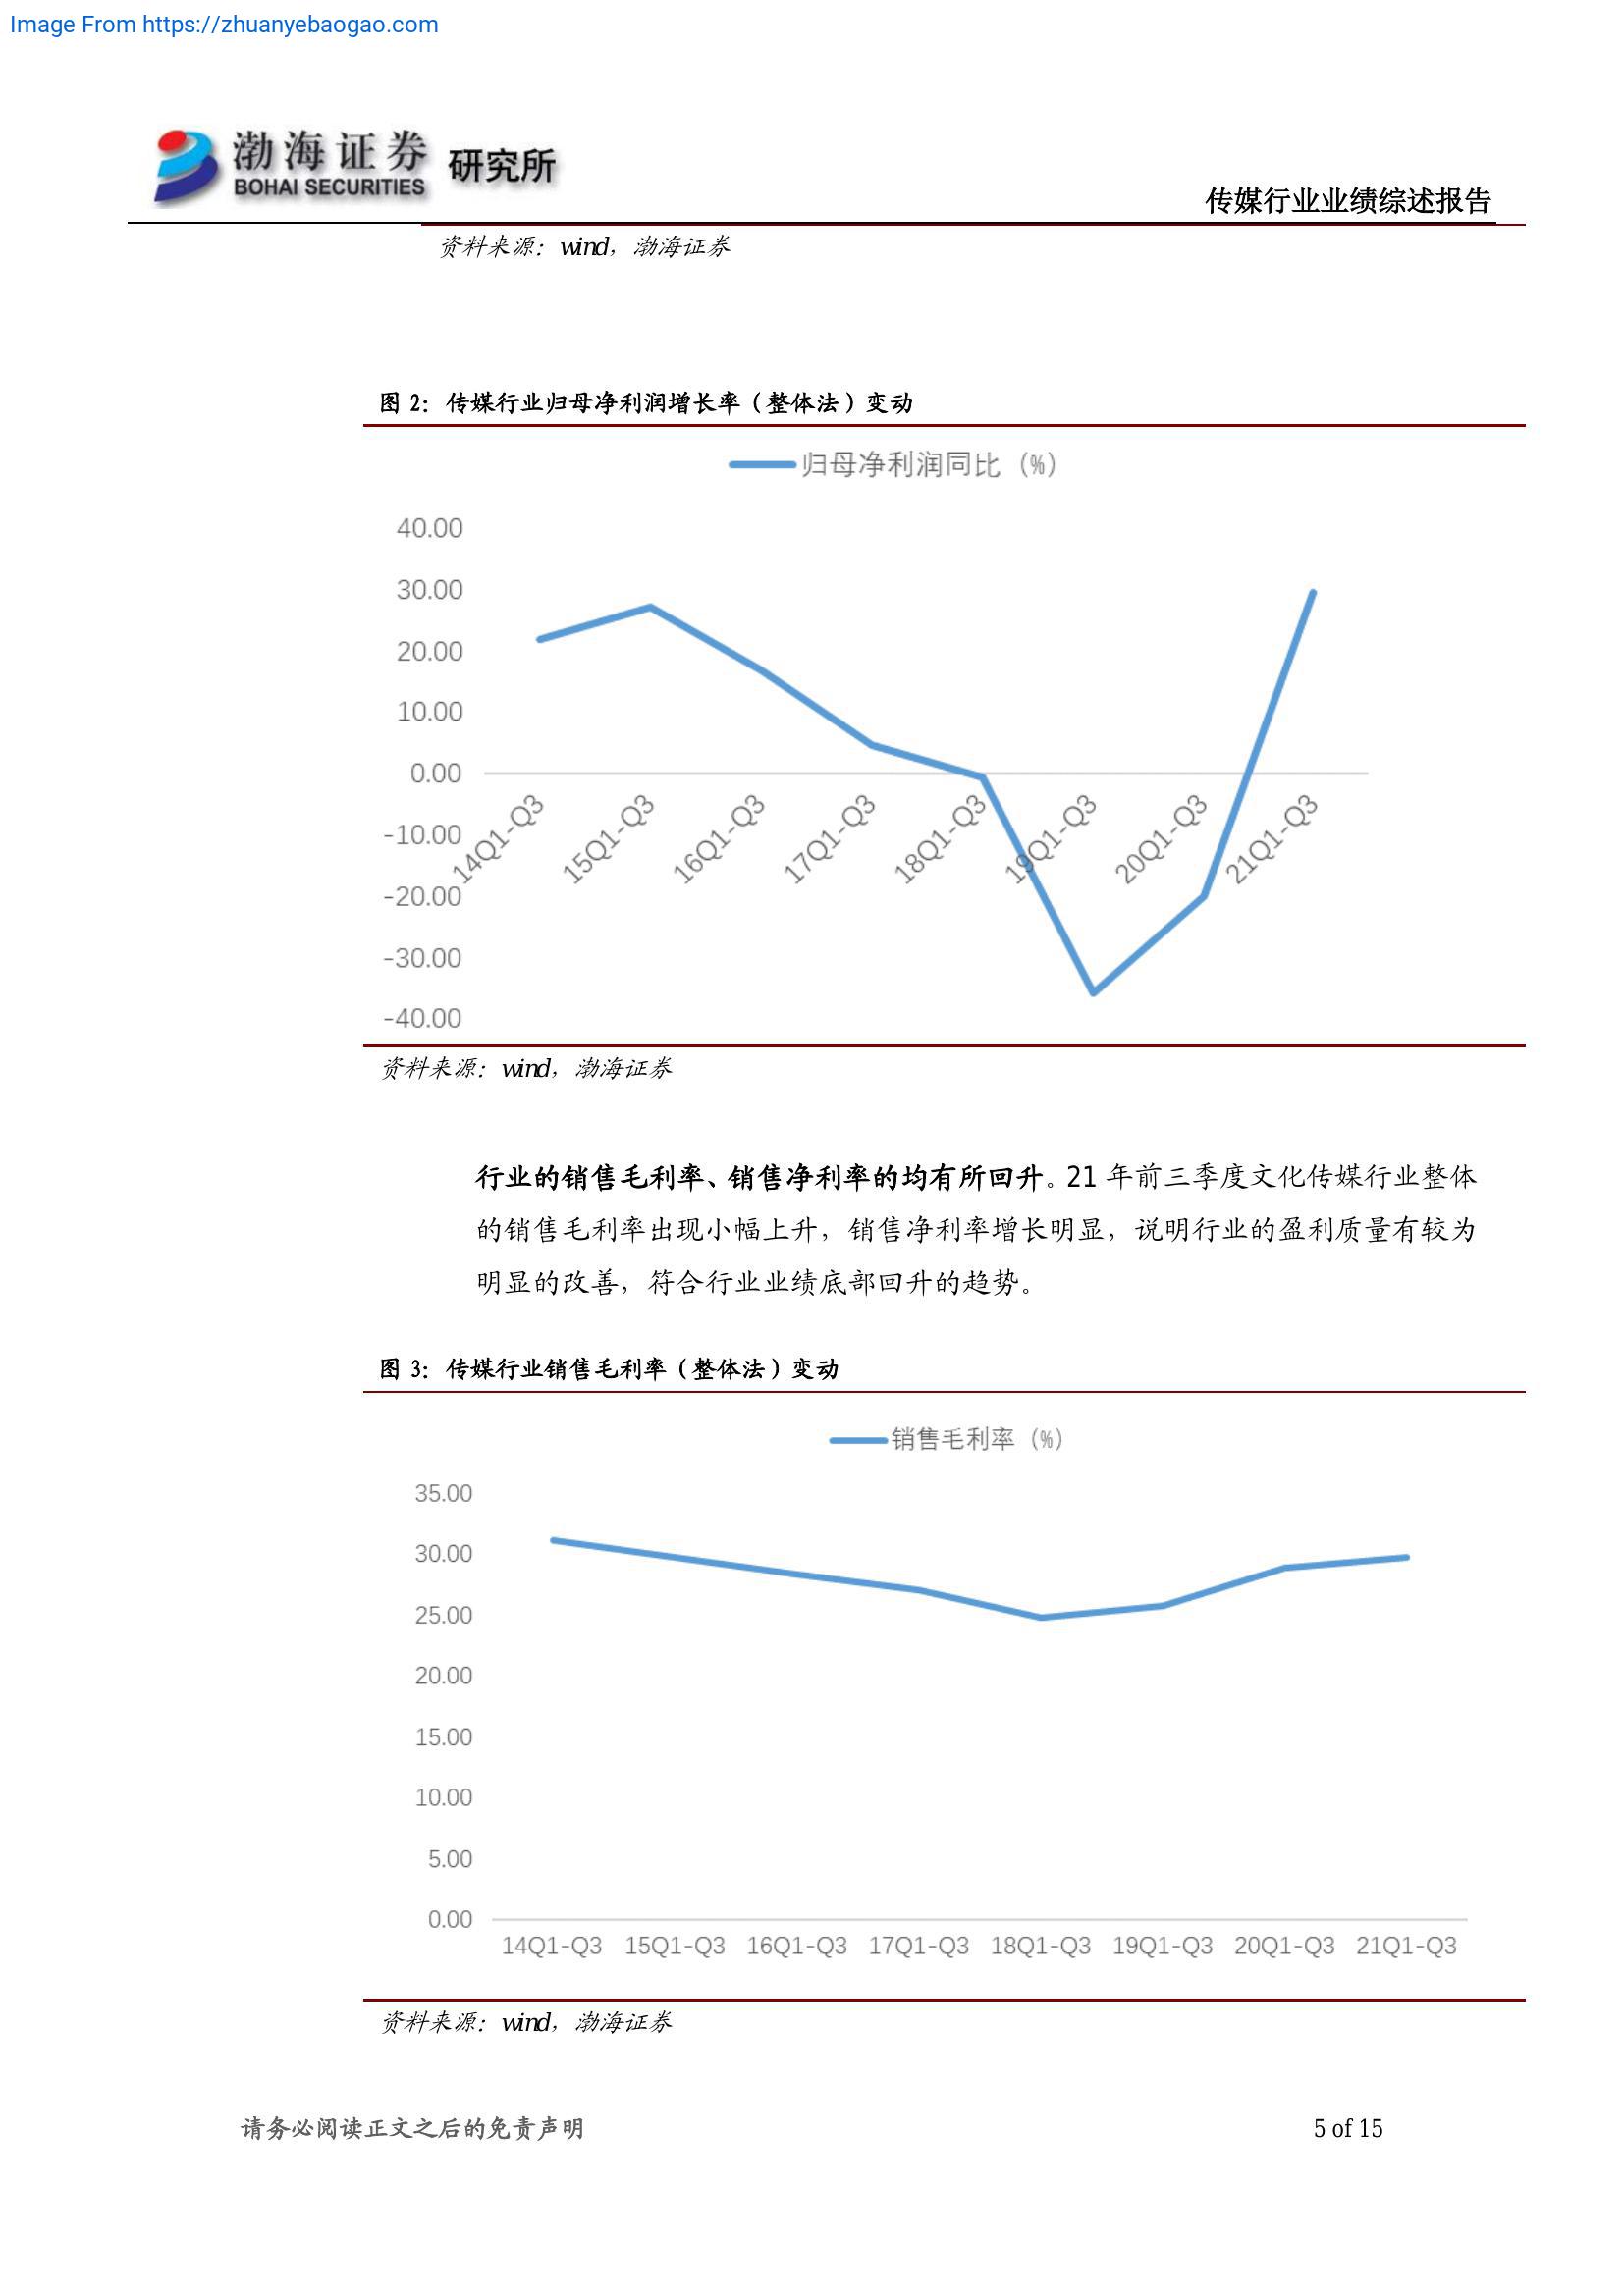 Image From https://zhuanyebaogao.com
渤海证券 研究所
BOHAI SECURITIES
传媒行业业绩综述报告
资料来源：wind，渤海证券
图 2：传媒行业归母净利润增长率（整体法）变动
归母净利润同比（%）
40.00
30.00
20.00
10.00
0.00
-10.00
-20.00
-30.00
-40.00
14Q1-Q3 15Q1-Q3 16Q1-Q3 17Q1-Q3 18Q1-Q3 19Q1-Q3 20Q1-Q3 21Q1-Q3
资料来源：wind，渤海证券
行业的销售毛利率、销售净利率的均有所回升。21 年前三季度文化传媒行业整体
的销售毛利率出现小幅上升，销售净利率增长明显，说明行业的盈利质量有较为
明显的改善，符合行业业绩底部回升的趋势。
图 3：传媒行业销售毛利率（整体法）变动
销售毛利率（%）
35.00
30.00
25.00
20.00
15.00
10.00
5.00
0.00
14Q1-Q3 15Q1-Q3 16Q1-Q3 17Q1-Q3 18Q1-Q3 19Q1-Q3 20Q1-Q3 21Q1-Q3
资料来源：wind，渤海证券
请务必阅读正文之后的免责声明 5 of 15